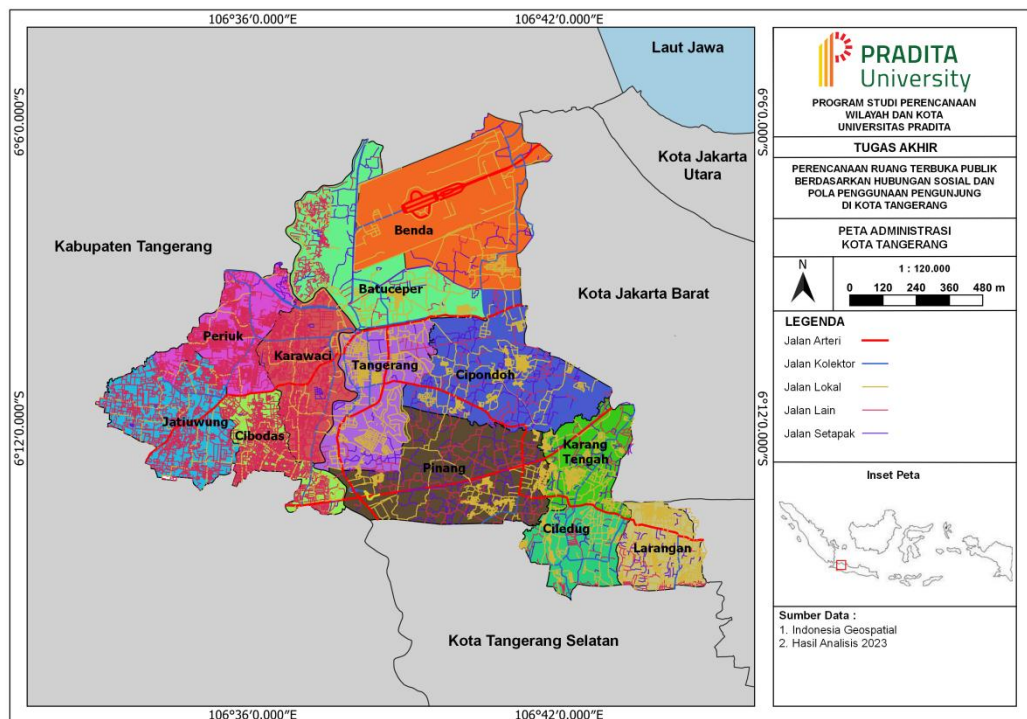 106°36'0.000"E
106°42'0.000"E
6°6'0.000"S
6°6'0.000"S
Laut Jawa
Kota Jakarta
Utara
Benda
Kabupaten Tangerang
Batuceper
Kota Jakarta Barat
Periuk
Karawaci
Tangerang
Cipondoh
6°12'0.000"S
6°12'0.000"S
Jatiuwung
Cibodas
Karang
Tengah
Pinang
Ciledug
Larangan
Kota Tangerang Selatan
106°36'0.000"E
106°42'0.000"E
PRADITA
University
PROGRAM STUDI PERENCANAAN
WILAYAH DAN KOTA
UNIVERSITAS PRADITA
TUGAS AKHIR
PERENCANAAN RUANG TERBUKA PUBLIK
BERDASARKAN HUBUNGAN SOSIAL DAN
POLA PENGGUNAAN PENGUNJUNG
DI KOTA TANGERANG
PETA ADMINISTRASI
KOTA TANGERANG
N
1 : 120.000
0 120 240 360 480 m
LEGENDA
Jalan Arteri
Jalan Kolektor
Jalan Lokal
Jalan Lain
Jalan Setapak
Inset Peta
Sumber Data :
1. Indonesia Geospatial
2. Hasil Analisis 2023